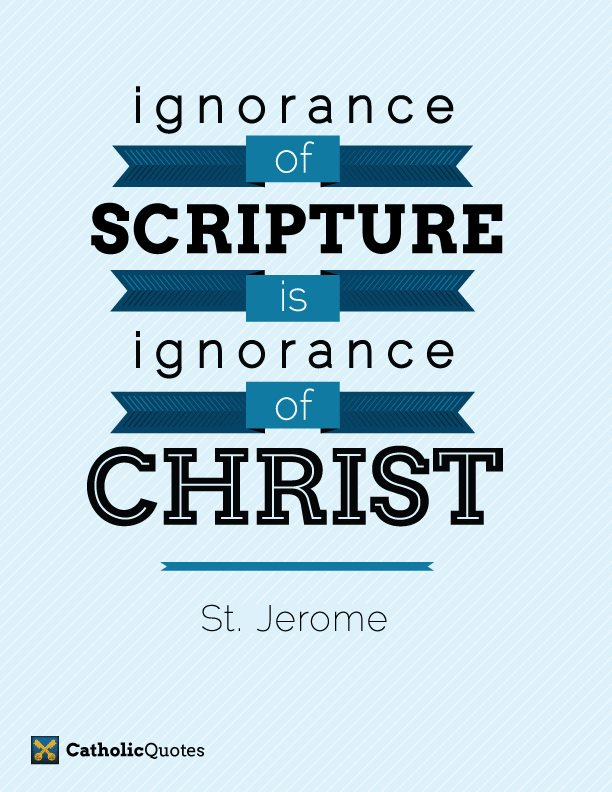 ignorance
of
SCRIPTURE
is
ignorance
of
CHRIST
St. Jerome
CatholicQuotes